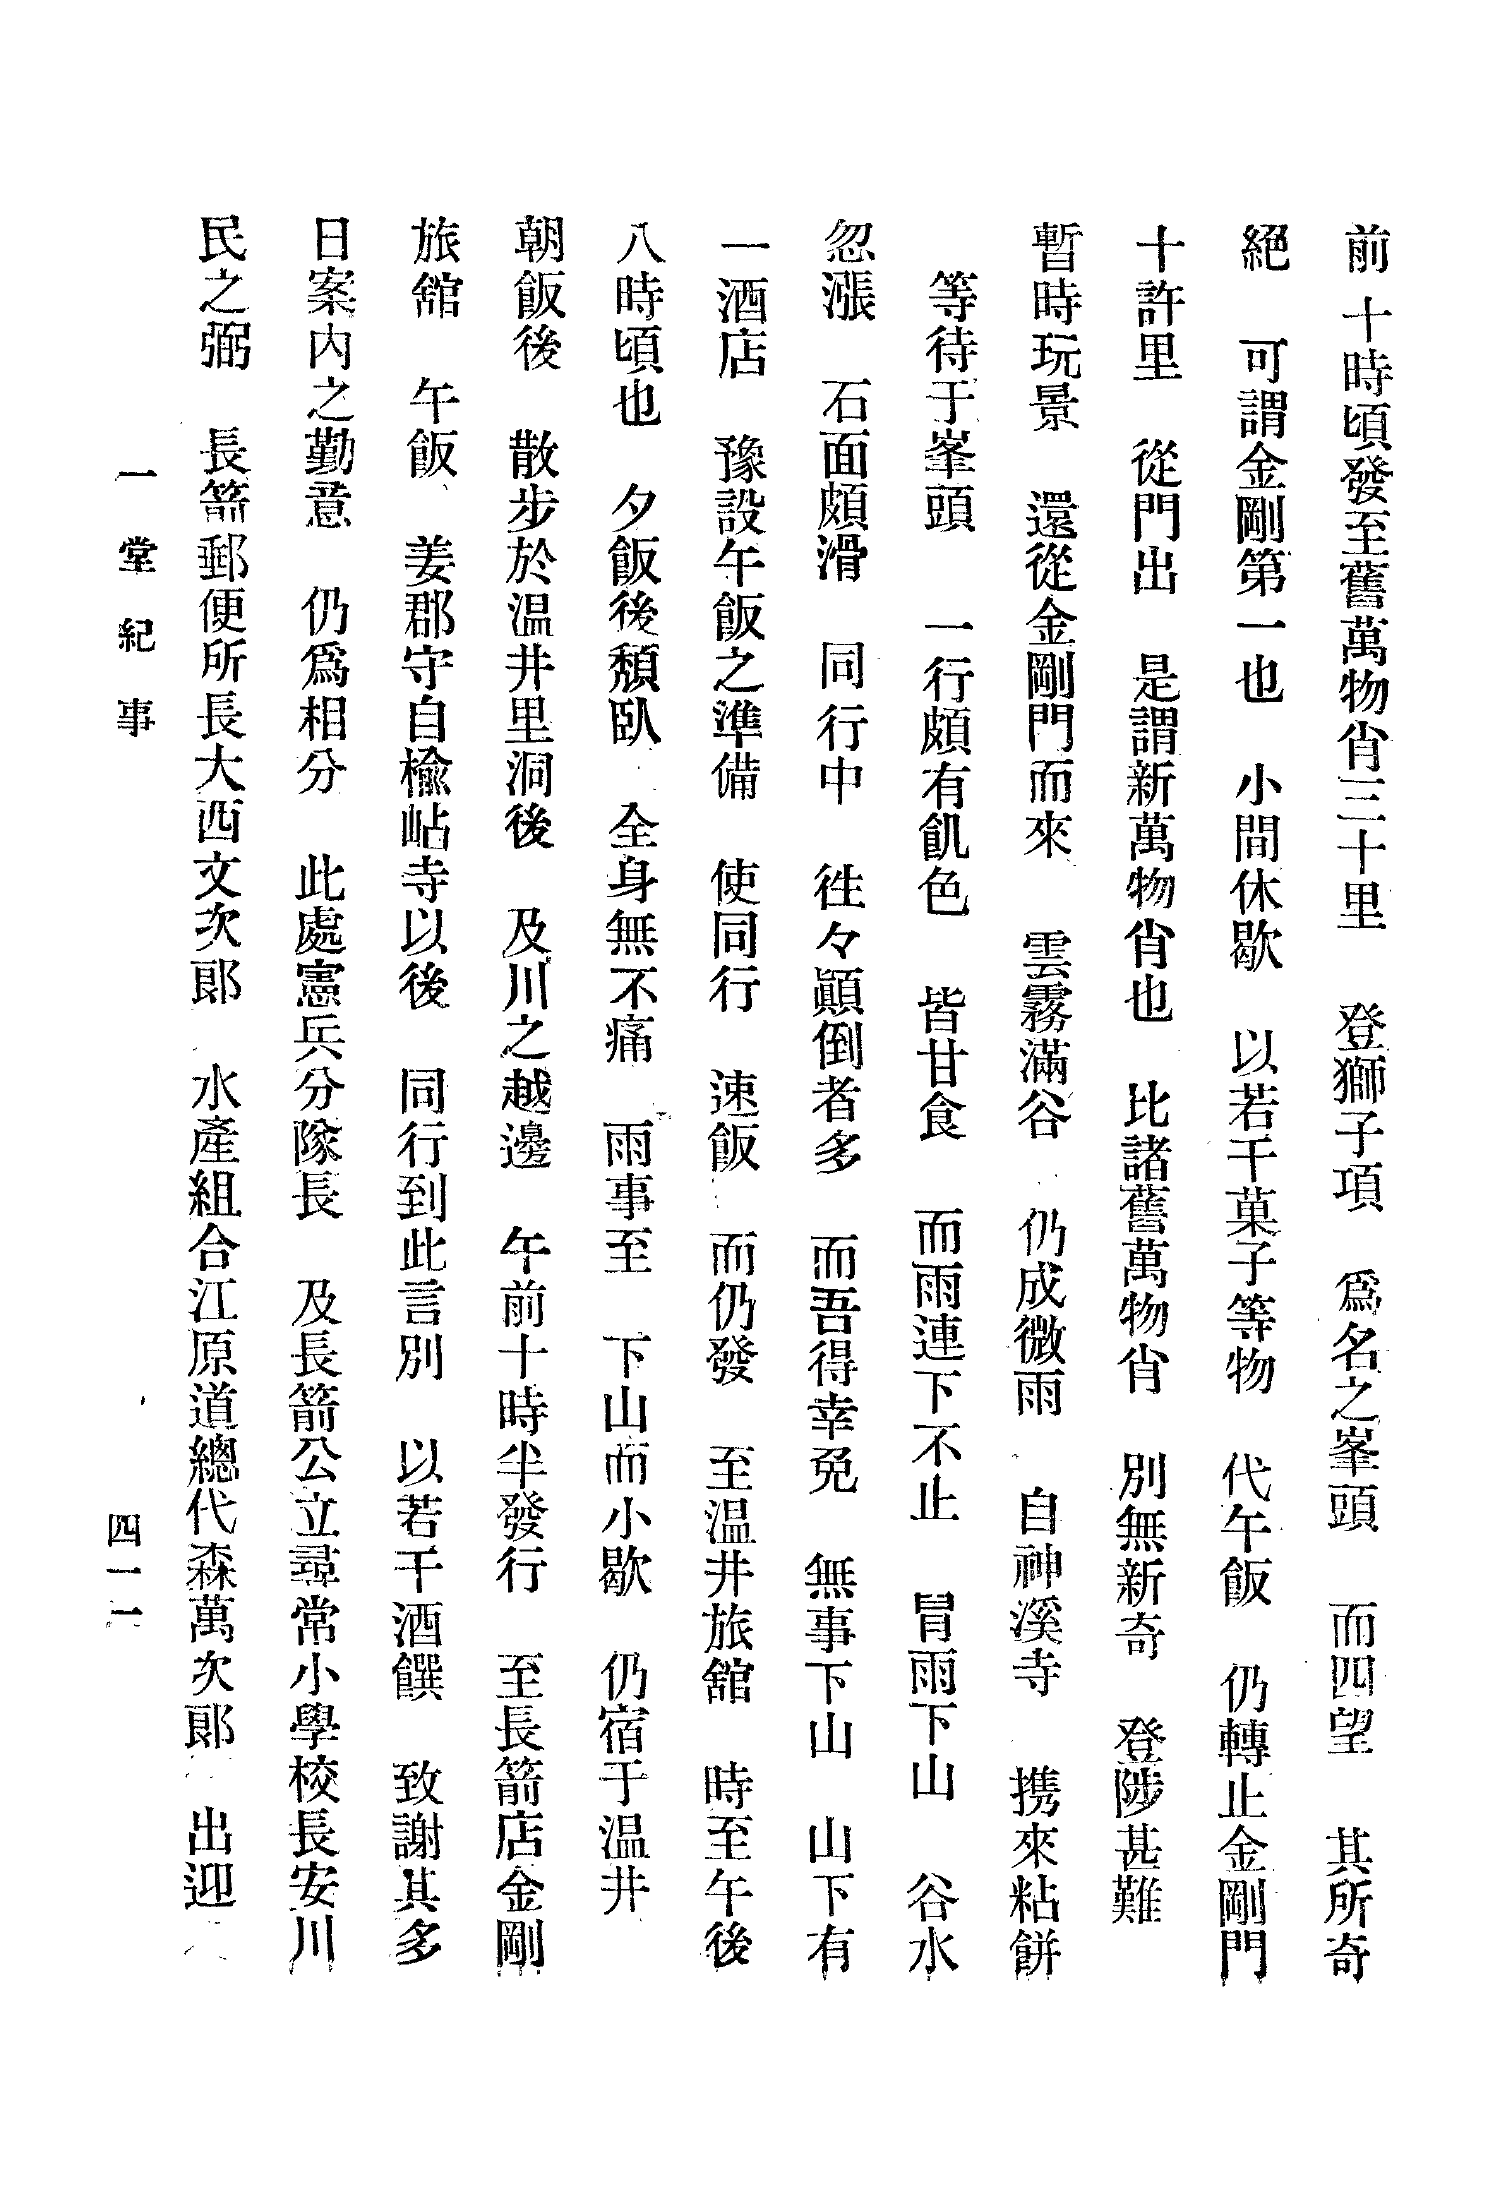 前十時頃發至舊萬物肖三十里 登獅子項 爲名之峯頭 而四望 其所奇
絕 可謂金剛第一也 小間休歇 以若干菓子等物 代午飯 仍轉止金剛門
十許里 從門出 是謂新萬物肖也 比諸舊萬物肖 別無新奇 登陟甚難
暫時玩景 還從金剛門而來 雲霧滿谷 仍成微雨 自神溪寺 携來粘餠
等待于峯頭 一行頗有飢色 皆甘食 而雨連下不止 冒雨下山 谷水
忽漲 石面頗滑 同行中 徃々顚倒者多 而吾得幸免 無事下山 山下有
一酒店 豫設午飯之準備 使同行 速飯 而仍發 至温井旅舘 時至午後
八時頃也 夕飯後頹臥 全身無不痛 雨事至 下山而小歇 仍宿于温井
朝飯後 散步於温井里洞後 及川之越邊 午前十時半發行 至長箭店金剛
旅舘 午飯 姜郡守自楡岾寺以後 同行到此言別 以若干酒饌 致謝其多
日案內之勤意 仍爲相分 此處憲兵分隊長 及長箭公立尋常小學校長安川
民之弼 長箭郵便所長大西文次郞 水產組合江原道總代森萬次郞 出迎
一堂紀事 四一一